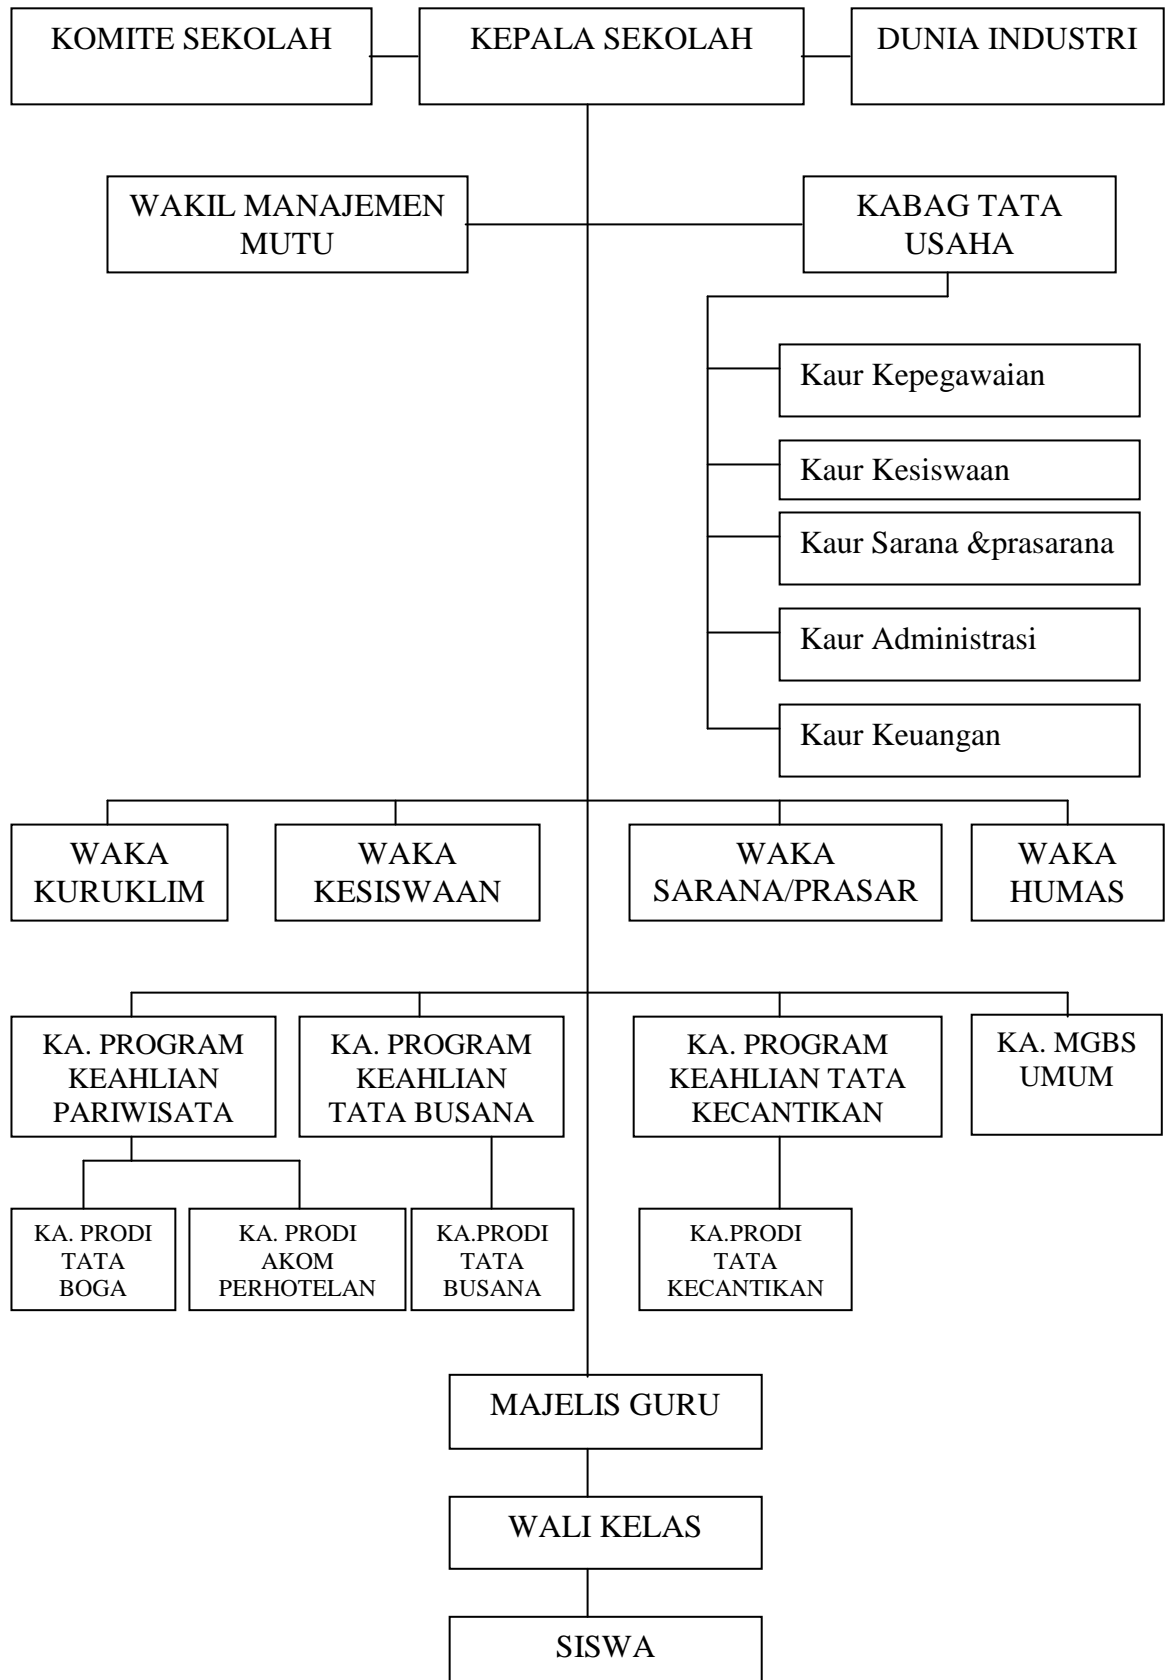 KOMITE SEKOLAH
KEPALA SEKOLAH
DUNIA INDUSTRI
WAKIL MANAJEMEN
MUTU
KABAG TATA
USAHA
Kaur Kepegawaian
Kaur Kesiswaan
Kaur Sarana &prasarana
Kaur Administrasi
Kaur Keuangan
WAKA
KURUKLIM
WAKA
KESISWAAN
WAKA
SARANA/PRASAR
WAKA
HUMAS
KA. PROGRAM
KEAHLIAN
PARIWISATA
KA. PROGRAM
KEAHLIAN
TATA BUSANA
KA. PROGRAM
KEAHLIAN TATA
KECANTIKAN
KA. MGBS
UMUM
KA. PRODI
TATA
BOGA
KA. PRODI
AKOM
PERHOTELAN
KA.PRODI
TATA
BUSANA
KA.PRODI
TATA
KECANTIKAN
MAJELIS GURU
WALI KELAS
SISWA